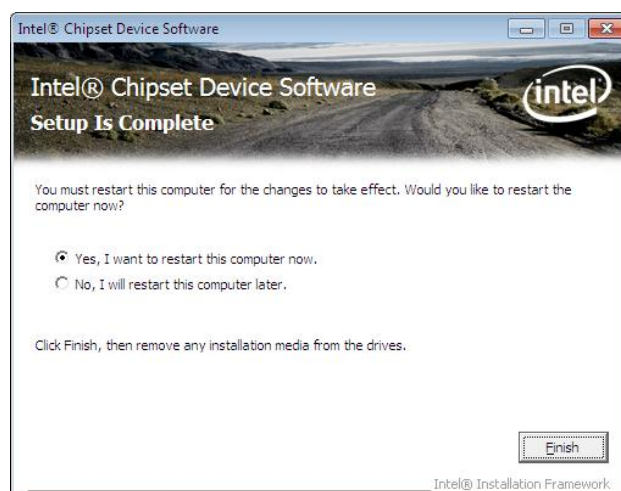 Intel® Chipset Device Software
Intel® Chipset Device Software
intel
Setup Is Complete
You must restart this computer for the changes to take effect. Would you like to restart the
computer now?
Yes, I want to restart this computer now.
No, I will restart this computer later.
Click Finish, then remove any installation media from the drives.
Finish
Intel® Installation Framework